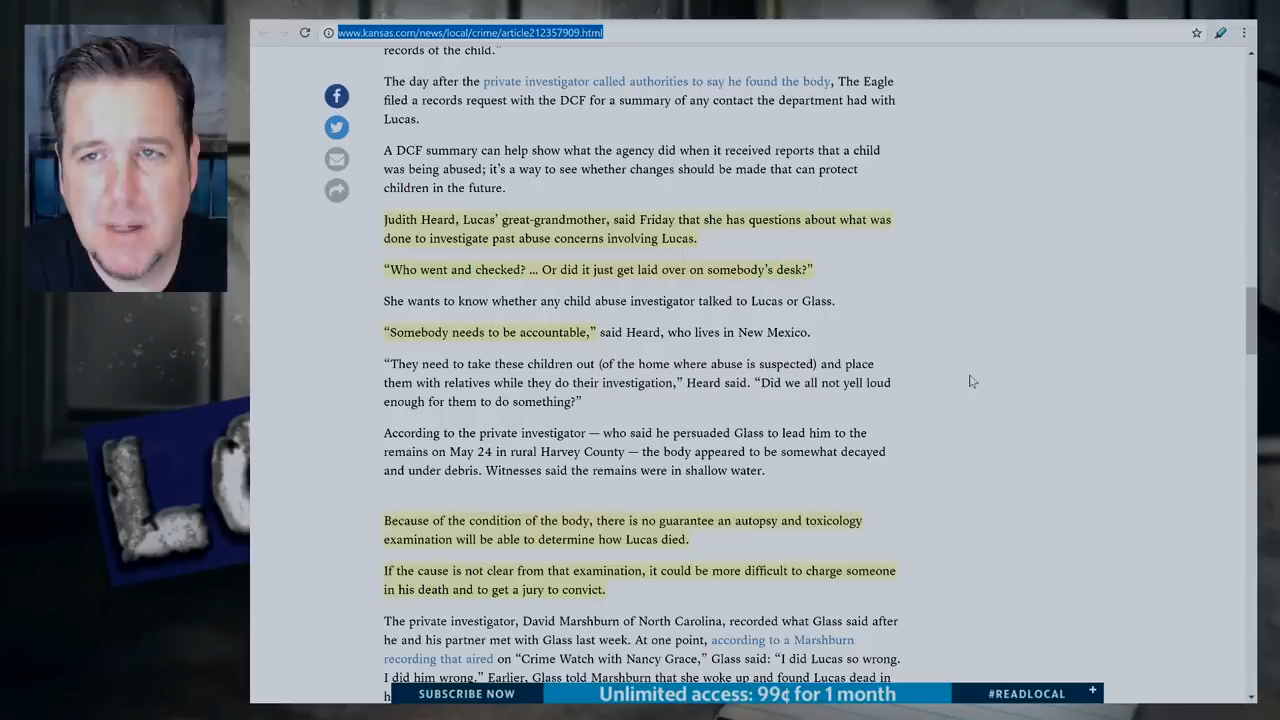 www.kansas.com/news/local/crime/article212357909.html
records of the child.”
The day after the private investigator called authorities to say he found the body, The Eagle
filed a records request with the DCF for a summary of any contact the department had with
Lucas.
A DCF summary can help show what the agency did when it received reports that a child
was being abused; it’s a way to see whether changes should be made that can protect
children in the future.
Judith Heard, Lucas’ great-grandmother, said Friday that she has questions about what was
done to investigate past abuse concerns involving Lucas.
“Who went and checked? ... Or did it just get laid over on somebody’s desk?”
She wants to know whether any child abuse investigator talked to Lucas or Glass.
“Somebody needs to be accountable,” said Heard, who lives in New Mexico.
“They need to take these children out (of the home where abuse is suspected) and place
them with relatives while they do their investigation,” Heard said. “Did we all not yell loud
enough for them to do something?”
According to the private investigator — who said he persuaded Glass to lead him to the
remains on May 24 in rural Harvey County — the body appeared to be somewhat decayed
and under debris. Witnesses said the remains were in shallow water.
Because of the condition of the body, there is no guarantee an autopsy and toxicology
examination will be able to determine how Lucas died.
If the cause is not clear from that examination, it could be more difficult to charge someone
in his death and to get a jury to convict.
The private investigator, David Marshburn of North Carolina, recorded what Glass said after
he and his partner met with Glass last week. At one point, according to a Marshburn
recording that aired on “Crime Watch with Nancy Grace,” Glass said: “I did Lucas so wrong.
I did him wrong.” Earlier, Glass told Marshburn that she woke up and found Lucas dead in
SUBSCRIBE NOW
Unlimited access: 99¢ for 1 month
#READLOCAL